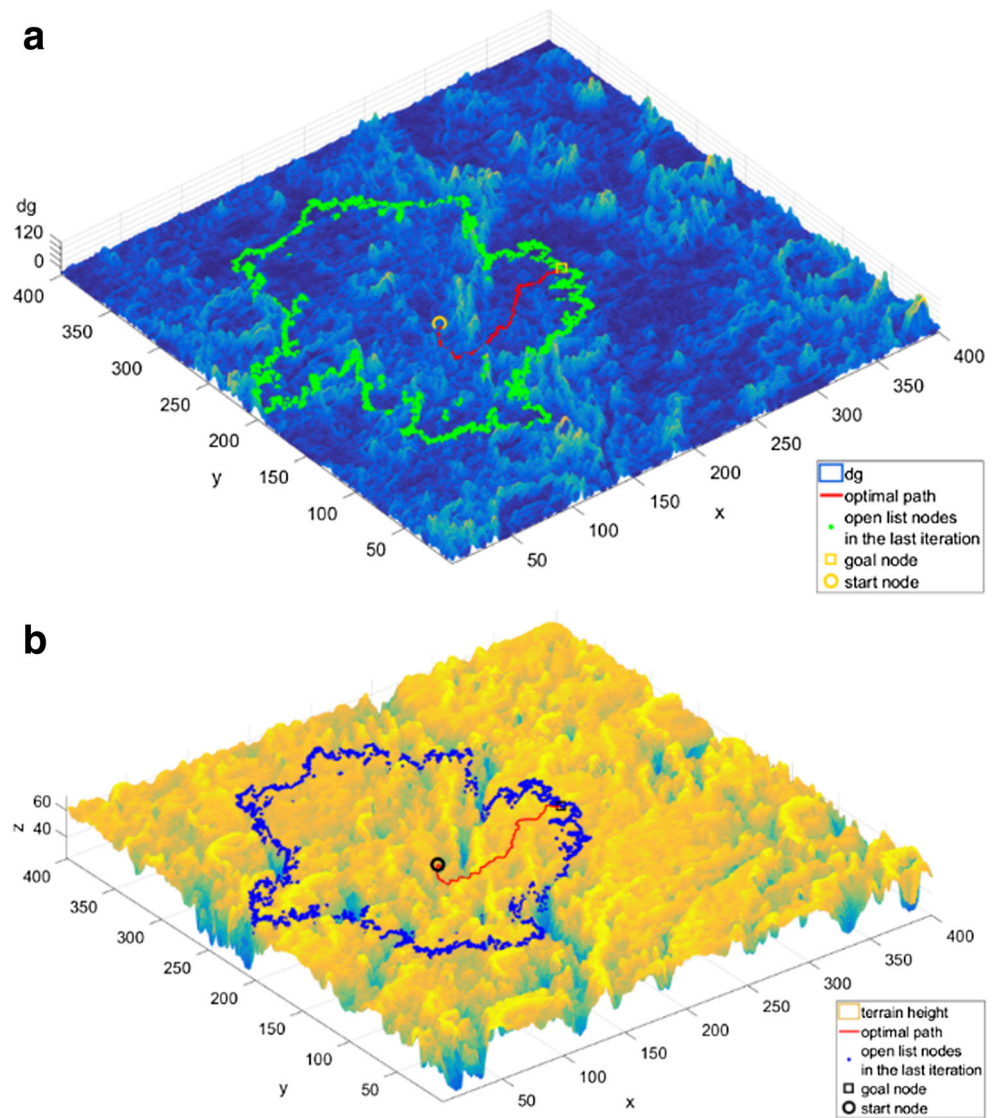 a
dg
120
0
400
350
300
250
200
150
100
50
y
50
100
150
200
250
300
350
400
x
dg
optimal path
open list nodes
in the last iteration
goal node
start node
b
60
40
z
400
350
300
250
200
150
100
50
y
50
100
150
200
250
300
350
400
x
terrain height
optimal path
open list nodes
in the last iteration
goal node
start node